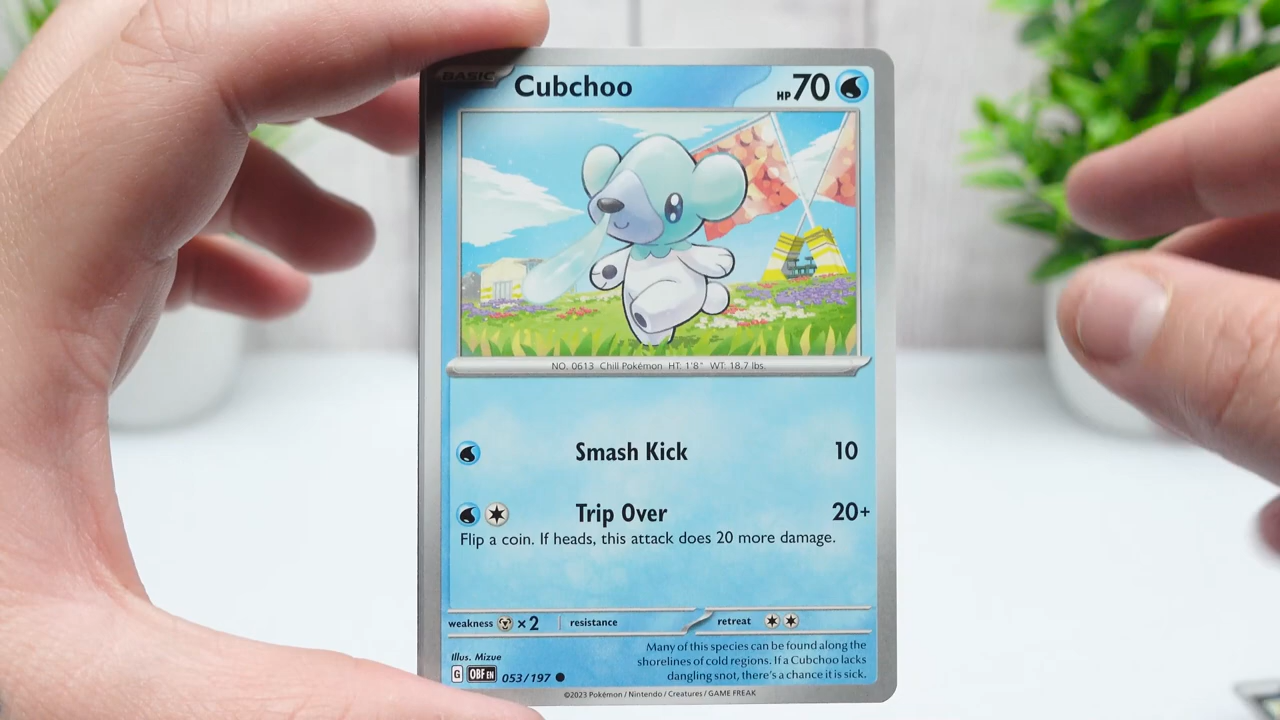 BASIC
Cubchoo
HP 70
NO. 0613 Chill Pokémon HT: 1'8" WT: 18.7 lbs.
Smash Kick 10
Trip Over 20+
Flip a coin. If heads, this attack does 20 more damage.
weakness ×2 resistance retreat
Illus. Mizue
G OBF EN 053/197
Many of this species can be found along the
shorelines of cold regions. If a Cubchoo lacks
dangling snot, there's a chance it is sick.
©2023 Pokémon / Nintendo / Creatures / GAME FREAK